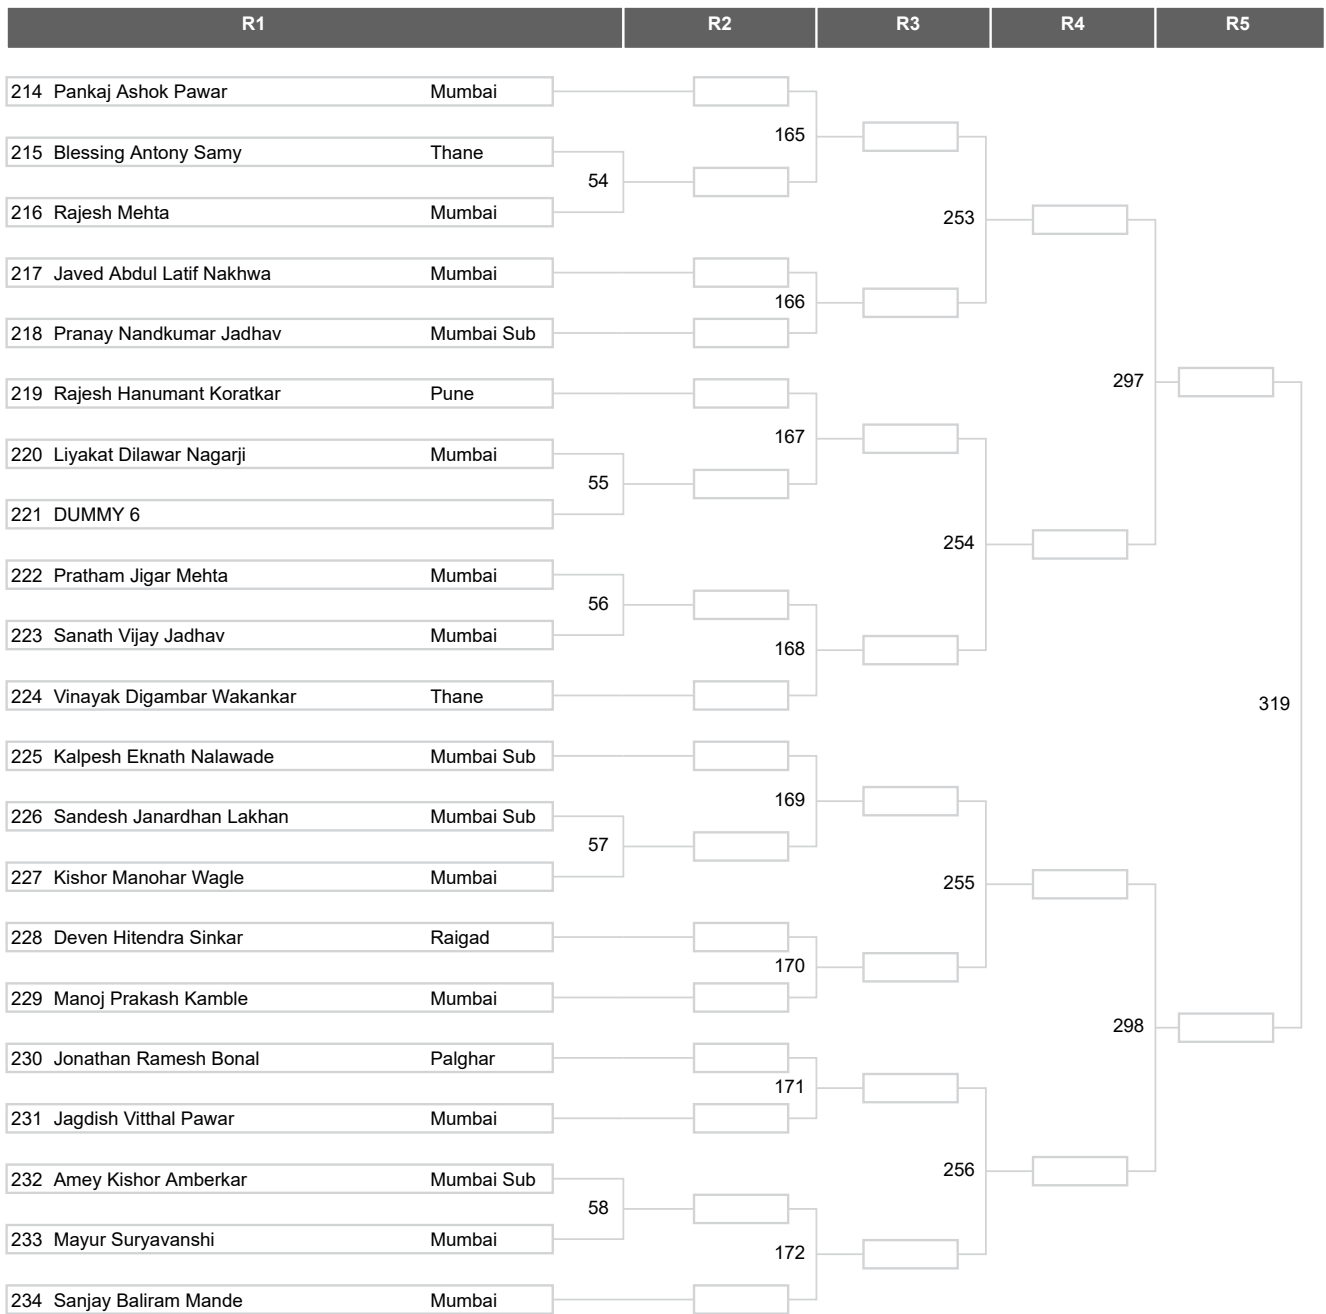 R1 R2 R3 R4 R5
214 Pankaj Ashok Pawar Mumbai
165
215 Blessing Antony Samy Thane
54
216 Rajesh Mehta Mumbai
253
217 Javed Abdul Latif Nakhwa Mumbai
166
218 Pranay Nandkumar Jadhav Mumbai Sub
297
219 Rajesh Hanumant Koratkar Pune
167
220 Liyakat Dilawar Nagarji Mumbai
55
221 DUMMY 6
254
222 Pratham Jigar Mehta Mumbai
56
223 Sanath Vijay Jadhav Mumbai
168
224 Vinayak Digambar Wakankar Thane
319
225 Kalpesh Eknath Nalawade Mumbai Sub
169
226 Sandesh Janardhan Lakhan Mumbai Sub
57
227 Kishor Manohar Wagle Mumbai
255
228 Deven Hitendra Sinkar Raigad
170
229 Manoj Prakash Kamble Mumbai
298
230 Jonathan Ramesh Bonal Palghar
171
231 Jagdish Vitthal Pawar Mumbai
256
232 Amey Kishor Amberkar Mumbai Sub
58
233 Mayur Suryavanshi Mumbai
172
234 Sanjay Baliram Mande Mumbai